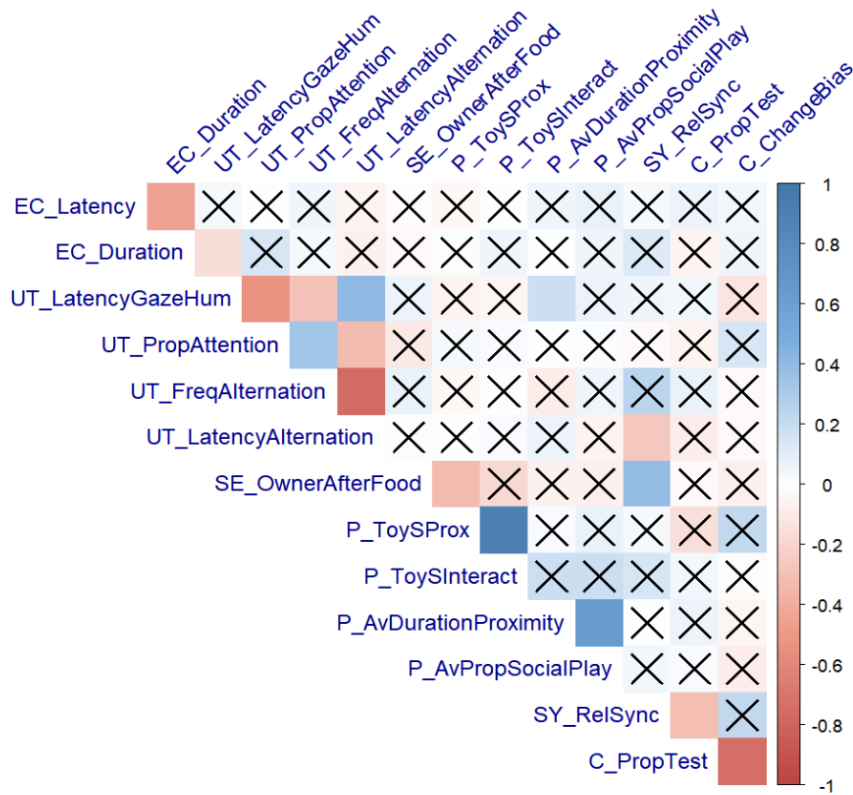 EC_Duration
UT_LatencyGazeHum
UT_PropAttention
UT_FreqAlternation
UT_LatencyAlternation
SE_OwnerAfterFood
P_ToySProx
P_ToySInteract
P_AvDurationProximity
P_AvPropSocialPlay
SY_RelSync
C_PropTest
C_ChangeBias
EC_Latency
EC_Duration
UT_LatencyGazeHum
UT_PropAttention
UT_FreqAlternation
UT_LatencyAlternation
SE_OwnerAfterFood
P_ToySProx
P_ToySInteract
P_AvDurationProximity
P_AvPropSocialPlay
SY_RelSync
C_PropTest
1
0.8
0.6
0.4
0.2
0
-0.2
-0.4
-0.6
-0.8
-1